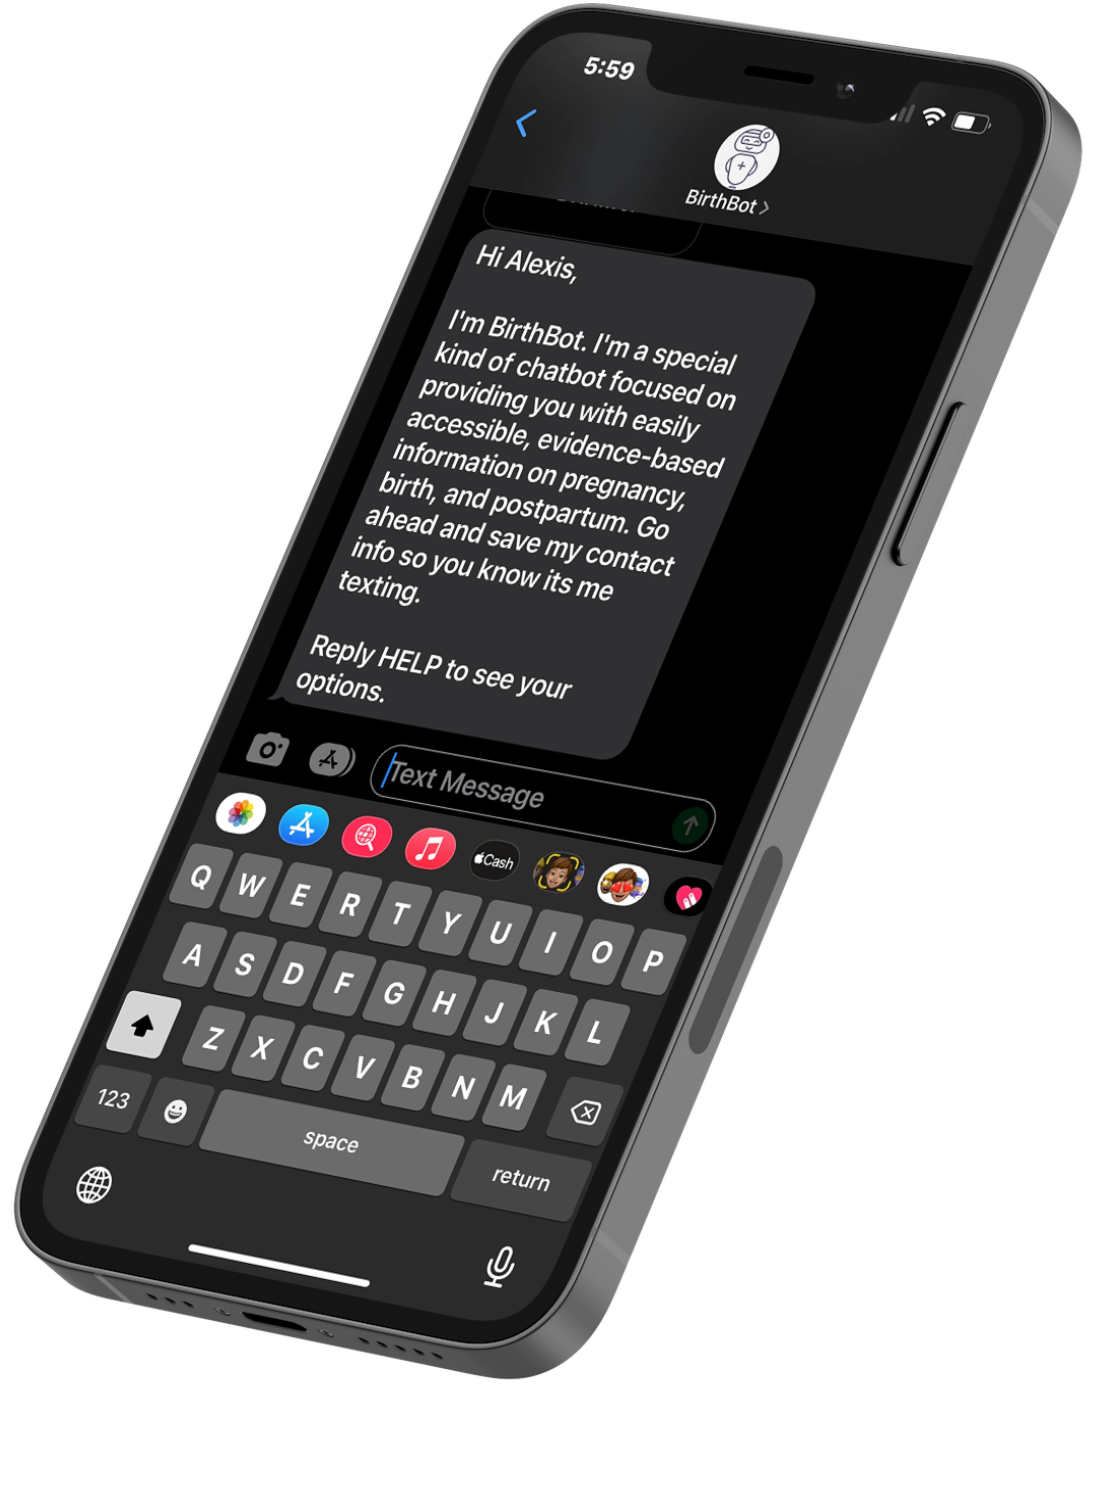 5:59
BirthBot
Hi Alexis,
I'm BirthBot. I'm a special
kind of chatbot focused on
providing you with easily
accessible, evidence-based
information on pregnancy,
birth, and postpartum. Go
ahead and save my contact
info so you know its me
texting.
Reply HELP to see your
options.
Text Message
Cash
Q W E R T Y U I O P
A S D F G H J K L
Z X C V B N M
123 space return